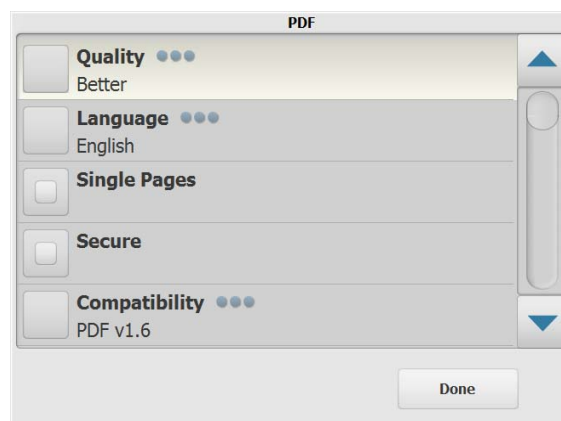 PDF
Quality
Better
Language
English
Single Pages
Secure
Compatibility
PDF v1.6
Done